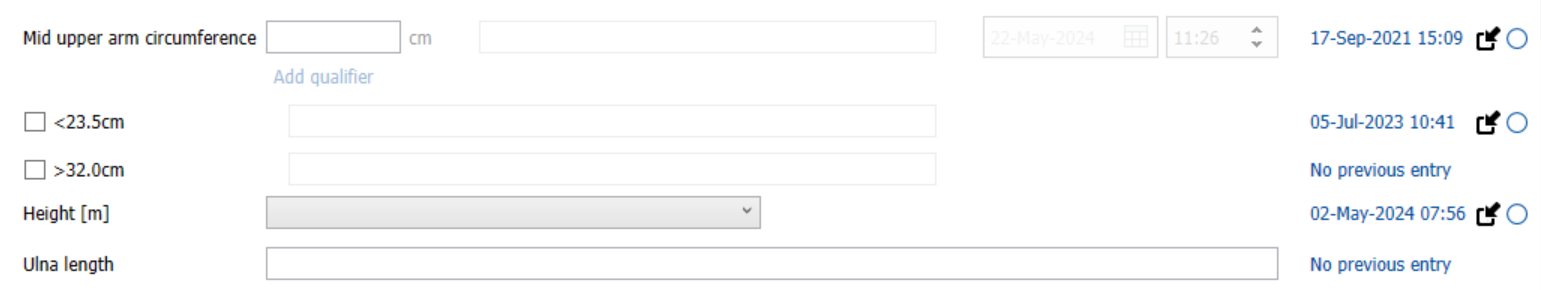 Mid upper arm circumference cm 22-May-2024 11:26 17-Sep-2021 15:09
Add qualifier
<23.5cm 05-Jul-2023 10:41
>32.0cm No previous entry
Height [m] 02-May-2024 07:56
Ulna length No previous entry